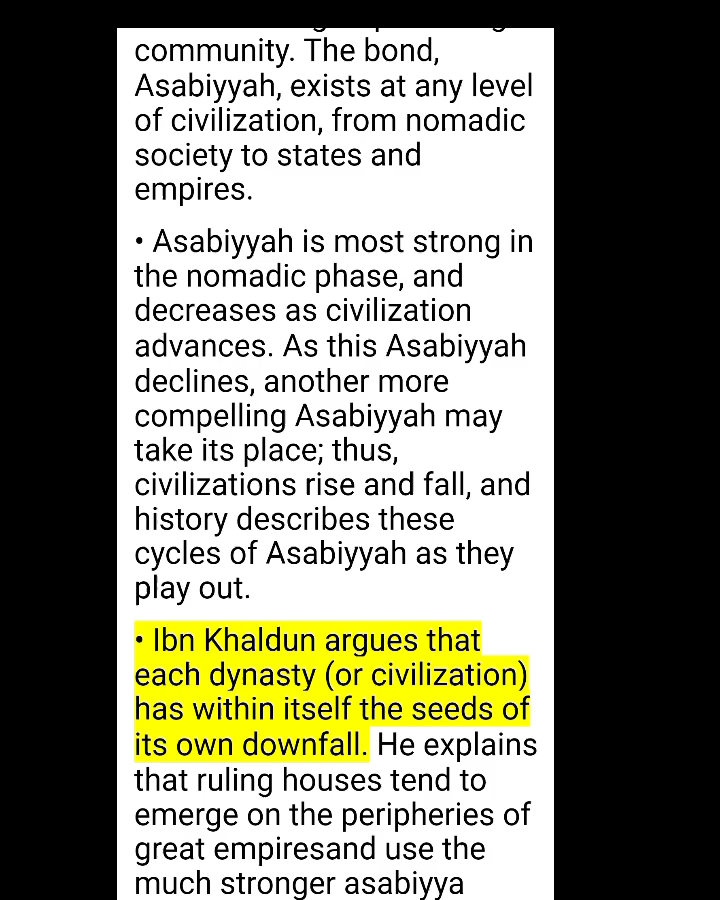 community. The bond,
Asabiyyah, exists at any level
of civilization, from nomadic
society to states and
empires.
• Asabiyyah is most strong in
the nomadic phase, and
decreases as civilization
advances. As this Asabiyyah
declines, another more
compelling Asabiyyah may
take its place; thus,
civilizations rise and fall, and
history describes these
cycles of Asabiyyah as they
play out.
• Ibn Khaldun argues that
each dynasty (or civilization)
has within itself the seeds of
its own downfall. He explains
that ruling houses tend to
emerge on the peripheries of
great empiresand use the
much stronger asabiyya